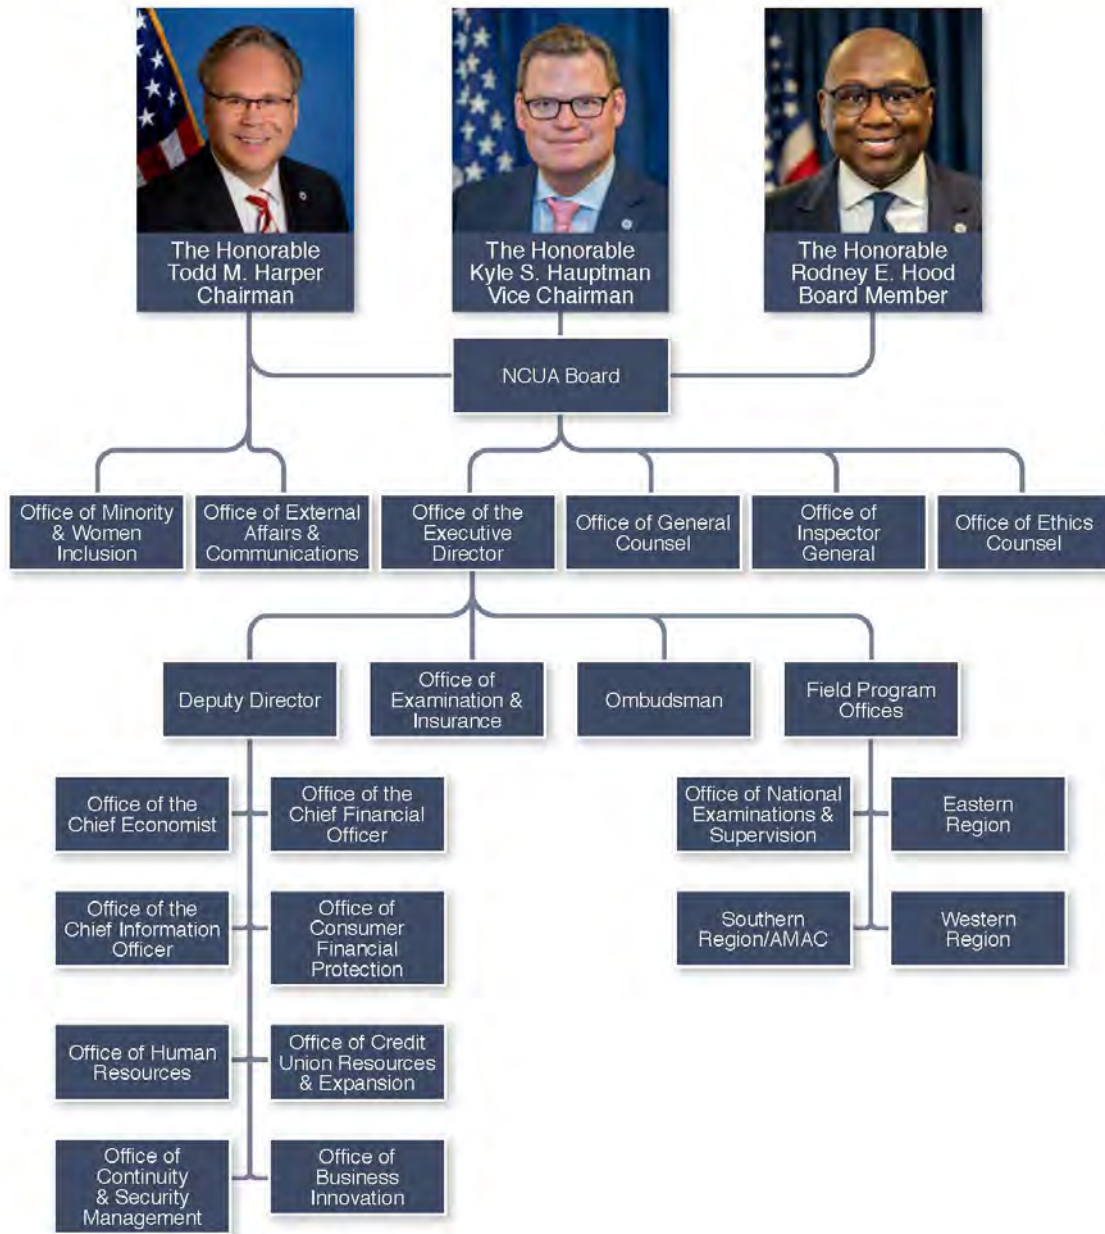 The Honorable
Todd M. Harper
Chairman
The Honorable
Kyle S. Hauptman
Vice Chairman
The Honorable
Rodney E. Hood
Board Member
NCUA Board
Office of Minority
& Women
Inclusion
Office of External
Affairs &
Communications
Office of the
Executive
Director
Office of General
Counsel
Office of
Inspector
General
Office of Ethics
Counsel
Deputy Director
Office of
Examination &
Insurance
Ombudsman
Field Program
Offices
Office of the
Chief Economist
Office of the
Chief Financial
Officer
Office of National
Examinations &
Supervision
Eastern
Region
Office of the
Chief Information
Officer
Office of
Consumer
Financial
Protection
Southern
Region/AMAC
Western
Region
Office of Human
Resources
Office of Credit
Union Resources
& Expansion
Office of
Continuity
& Security
Management
Office of
Business
Innovation